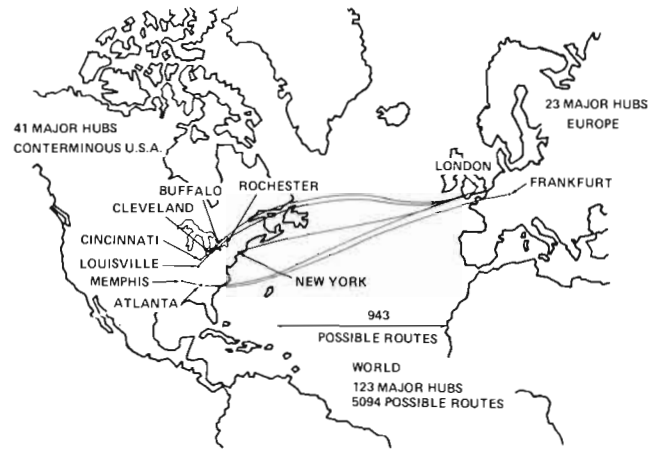 41 MAJOR HUBS
CONTERMINOUS U.S.A.
23 MAJOR HUBS
EUROPE
LONDON
FRANKFURT
BUFFALO
ROCHESTER
CLEVELAND
CINCINNATI
LOUISVILLE
MEMPHIS
NEW YORK
ATLANTA
943
POSSIBLE ROUTES
WORLD
123 MAJOR HUBS
5094 POSSIBLE ROUTES